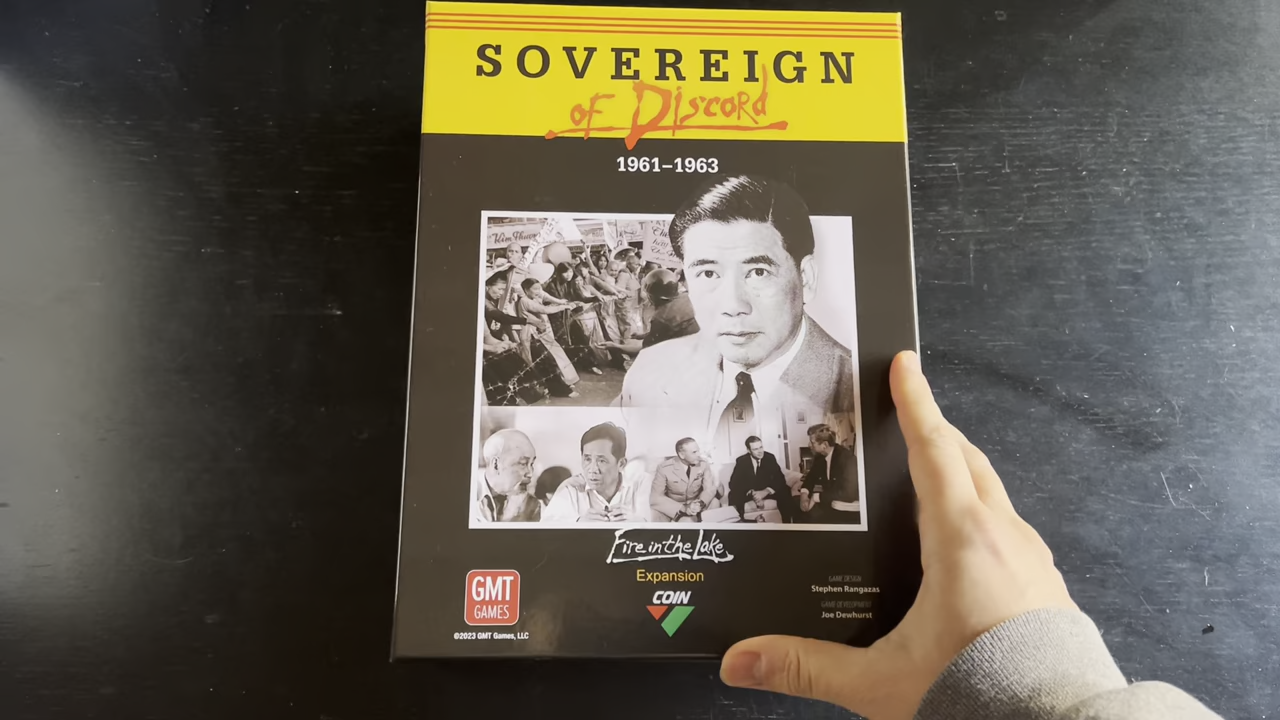 SOVEREIGN
of Discord
1961–1963
Fire in the Lake
Expansion
COIN
GMT
GAMES
©2023 GMT Games, LLC
GAME DESIGN
Stephen Rangazas
GAME DEVELOPMENT
Joe Dewhurst